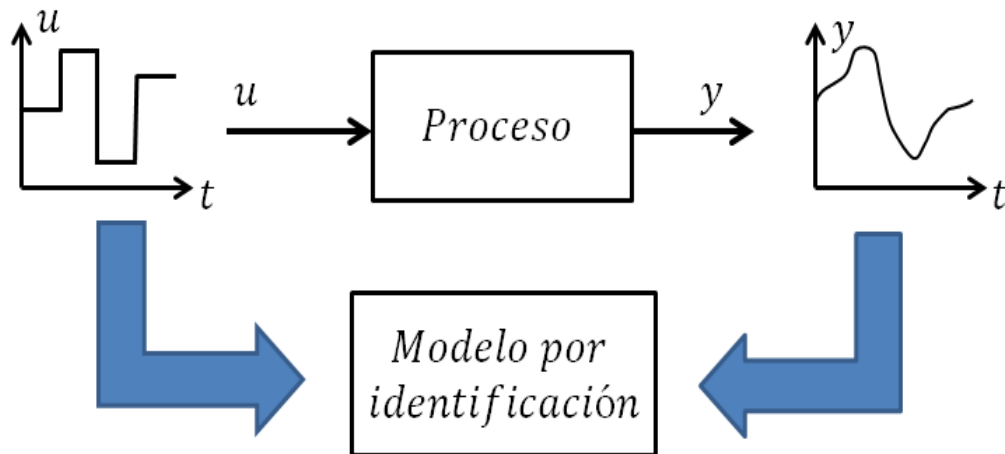 u
t
u
Proceso
y
y
t
Modelo por
identificación